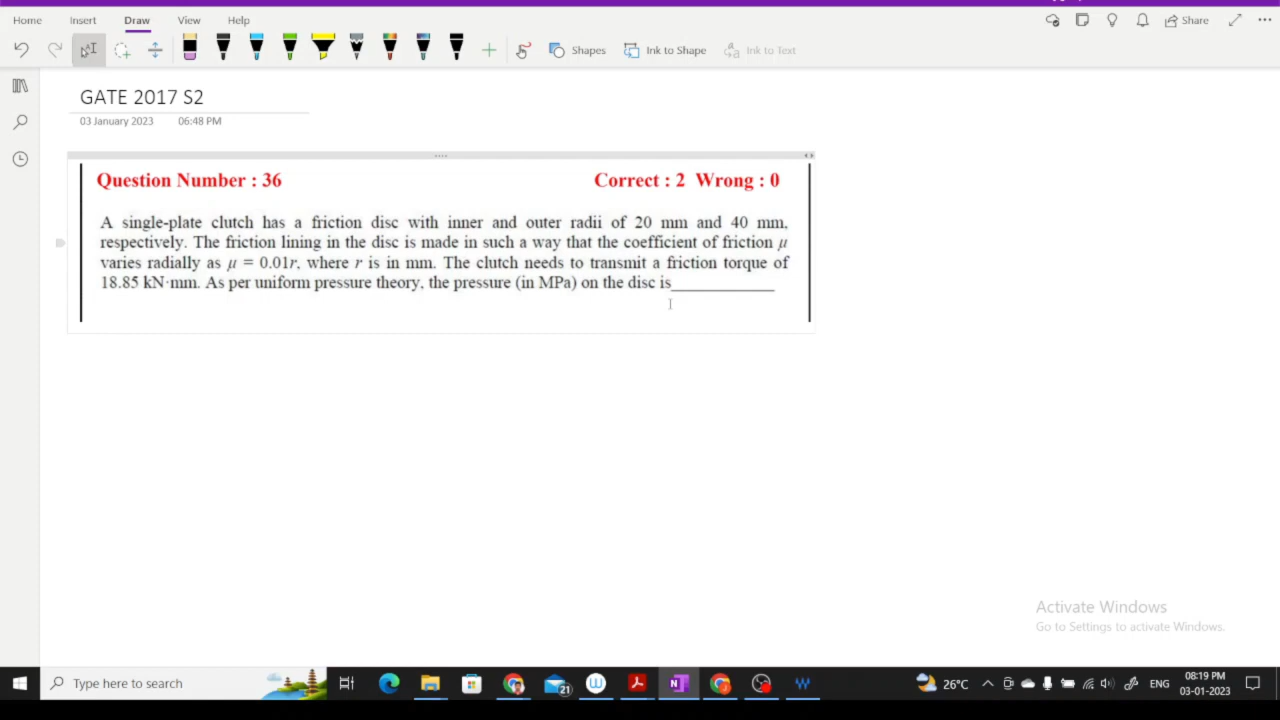 Home Insert Draw View Help Share
Shapes Ink to Shape Ink to Text
GATE 2017 S2
03 January 2023 06:48 PM
Question Number : 36 Correct : 2 Wrong : 0
A single-plate clutch has a friction disc with inner and outer radii of 20 mm and 40 mm,
respectively. The friction lining in the disc is made in such a way that the coefficient of friction μ
varies radially as μ = 0.01r, where r is in mm. The clutch needs to transmit a friction torque of
18.85 kN·mm. As per uniform pressure theory, the pressure (in MPa) on the disc is____________
Activate Windows
Go to Settings to activate Windows.
Type here to search 21 26°C ENG 08:19 PM
03-01-2023